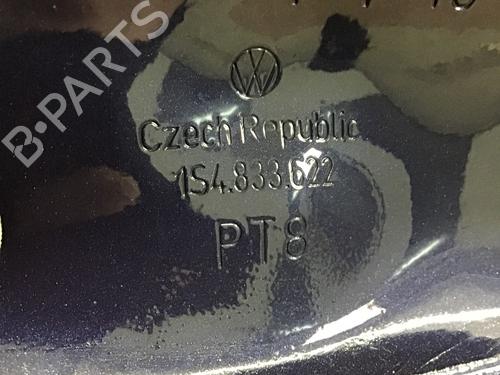 B·PARTS
Czech Republic
1S4.833.622
PT8